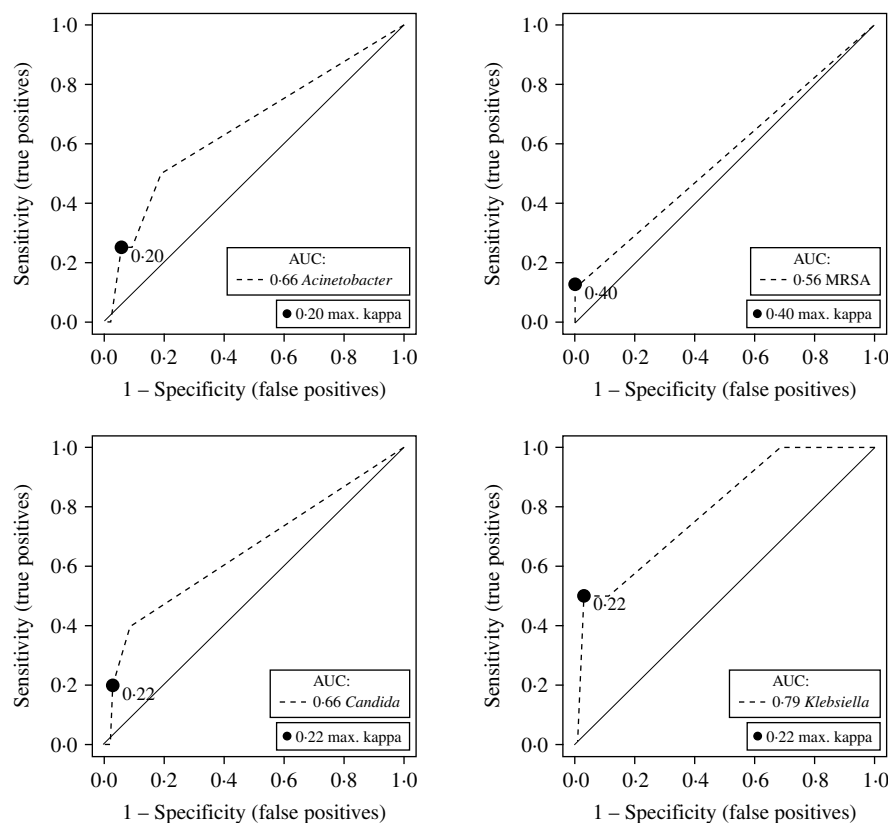 1·0
0·8
0·6
0·4
0·2
0·0
Sensitivity (true positives)
0·20
AUC:
0·66 Acinetobacter
0·20 max. kappa
0·0 0·2 0·4 0·6 0·8 1·0
1 – Specificity (false positives)
1·0
0·8
0·6
0·4
0·2
0·0
Sensitivity (true positives)
0·40
AUC:
0·56 MRSA
0·40 max. kappa
0·0 0·2 0·4 0·6 0·8 1·0
1 – Specificity (false positives)
1·0
0·8
0·6
0·4
0·2
0·0
Sensitivity (true positives)
0·22
AUC:
0·66 Candida
0·22 max. kappa
0·0 0·2 0·4 0·6 0·8 1·0
1 – Specificity (false positives)
1·0
0·8
0·6
0·4
0·2
0·0
Sensitivity (true positives)
0·22
AUC:
0·79 Klebsiella
0·22 max. kappa
0·0 0·2 0·4 0·6 0·8 1·0
1 – Specificity (false positives)